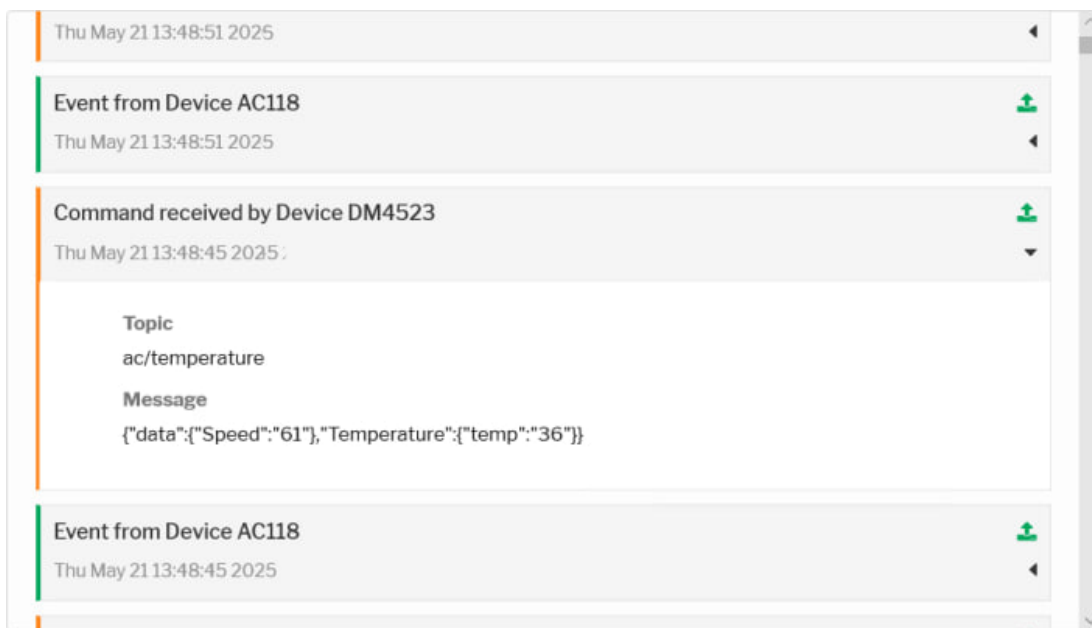 Thu May 21 13:48:51 2025
Event from Device AC118
Thu May 21 13:48:51 2025
Command received by Device DM4523
Thu May 21 13:48:45 2025
Topic
ac/temperature
Message
{"data":{"Speed":"61"},"Temperature":{"temp":"36"}}
Event from Device AC118
Thu May 21 13:48:45 2025